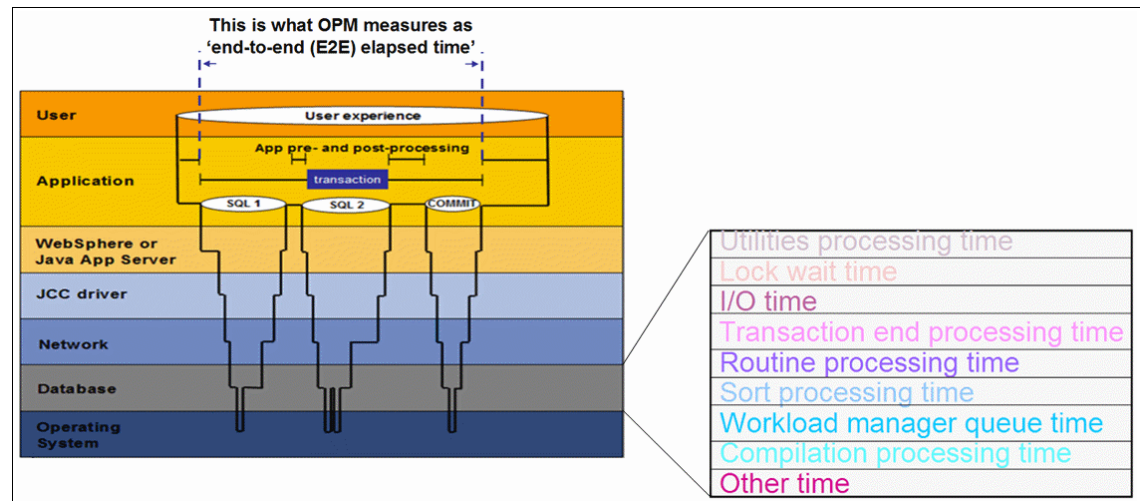 This is what OPM measures as
‘end-to-end (E2E) elapsed time’
User
User experience
App pre- and post-processing
Application
transaction
SQL 1
SQL 2
COMMIT
WebSphere or
Java App Server
JCC driver
Network
Database
Operating
System
Utilities processing time
Lock wait time
I/O time
Transaction end processing time
Routine processing time
Sort processing time
Workload manager queue time
Compilation processing time
Other time